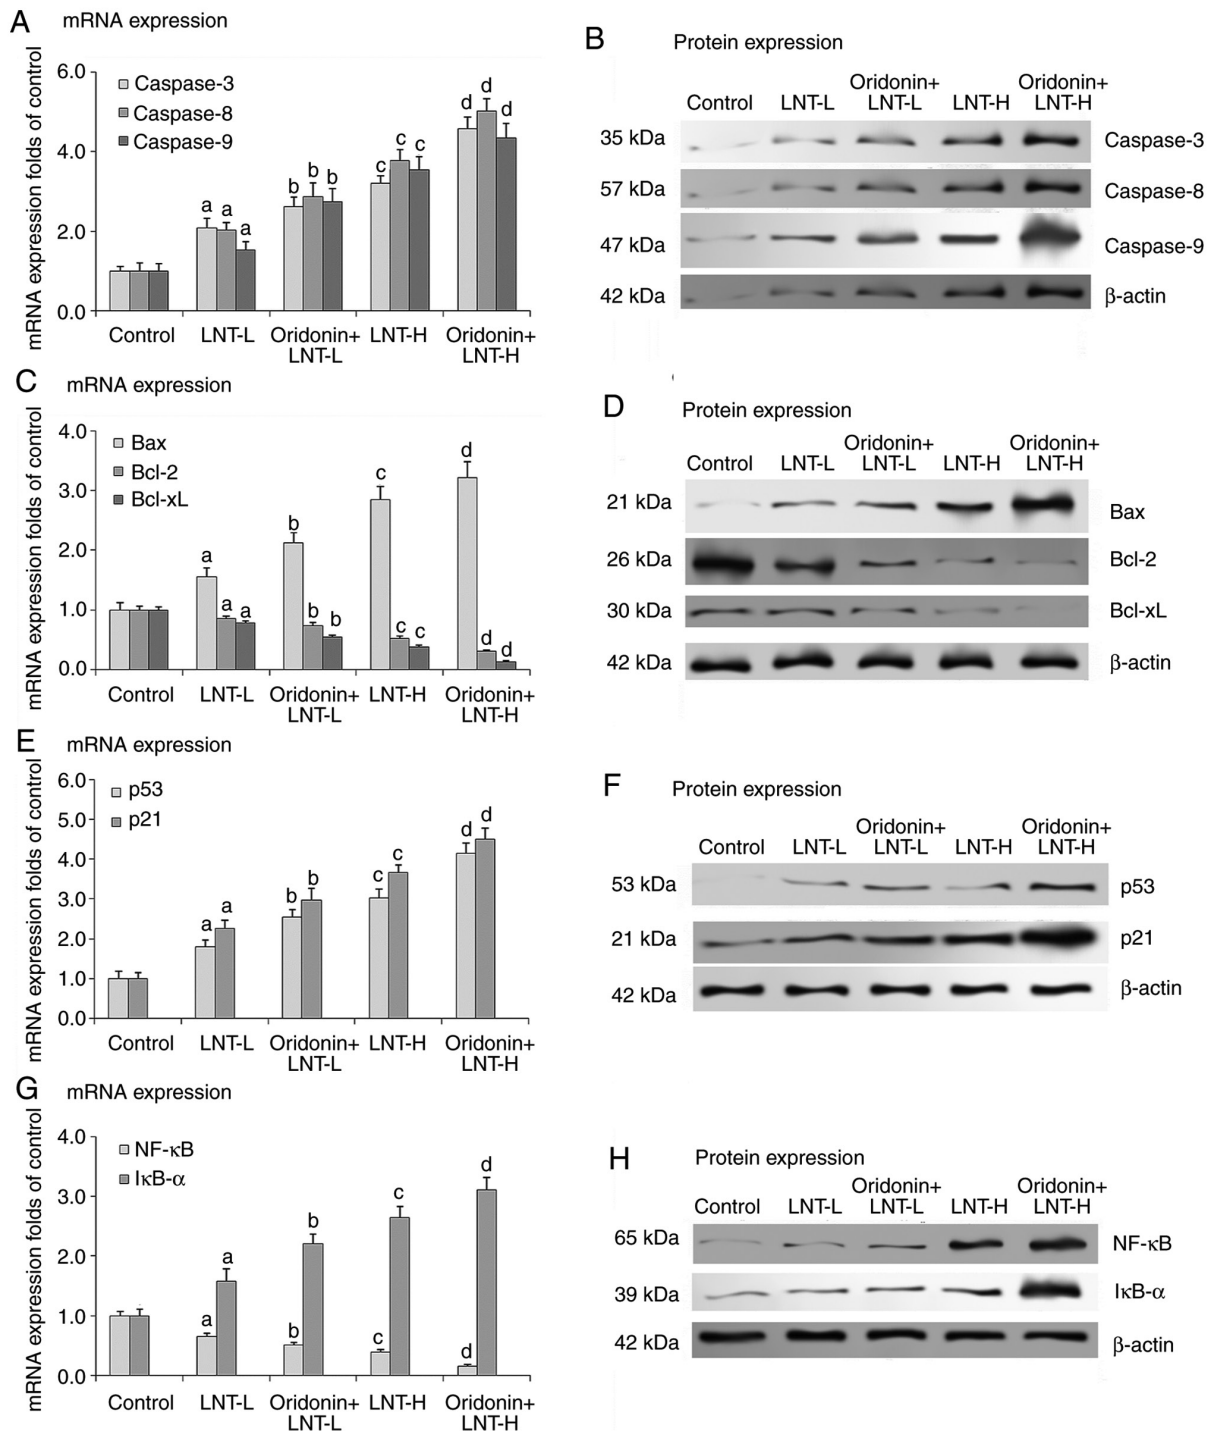 A mRNA expression
mRNA expression folds of control
6.0
4.0
2.0
0.0
Caspase-3
Caspase-8
Caspase-9
a a a
b b b
c c c
d d d
Control LNT-L Oridonin+ LNT-H Oridonin+
LNT-L LNT-H
B Protein expression
Oridonin+ Oridonin+
Control LNT-L LNT-L LNT-H LNT-H
35 kDa Caspase-3
57 kDa Caspase-8
47 kDa Caspase-9
42 kDa β-actin
C mRNA expression
mRNA expression folds of control
4.0
3.0
2.0
1.0
0.0
Bax
Bcl-2
Bcl-xL
a a a
b b b
c c c
d d d
Control LNT-L Oridonin+ LNT-H Oridonin+
LNT-L LNT-H
D Protein expression
Oridonin+ Oridonin+
Control LNT-L LNT-L LNT-H LNT-H
21 kDa Bax
26 kDa Bcl-2
30 kDa Bcl-xL
42 kDa β-actin
E mRNA expression
mRNA expression folds of control
6.0
5.0
4.0
3.0
2.0
1.0
0.0
p53
p21
a a
b b
c c
d d
Control LNT-L Oridonin+ LNT-H Oridonin+
LNT-L LNT-H
F Protein expression
Oridonin+ Oridonin+
Control LNT-L LNT-L LNT-H LNT-H
53 kDa p53
21 kDa p21
42 kDa β-actin
G mRNA expression
mRNA expression folds of control
4.0
3.0
2.0
1.0
0.0
NF-κB
IκB-α
a a
b b
c c
d d
Control LNT-L Oridonin+ LNT-H Oridonin+
LNT-L LNT-H
H Protein expression
Oridonin+ Oridonin+
Control LNT-L LNT-L LNT-H LNT-H
65 kDa NF-κB
39 kDa IκB-α
42 kDa β-actin